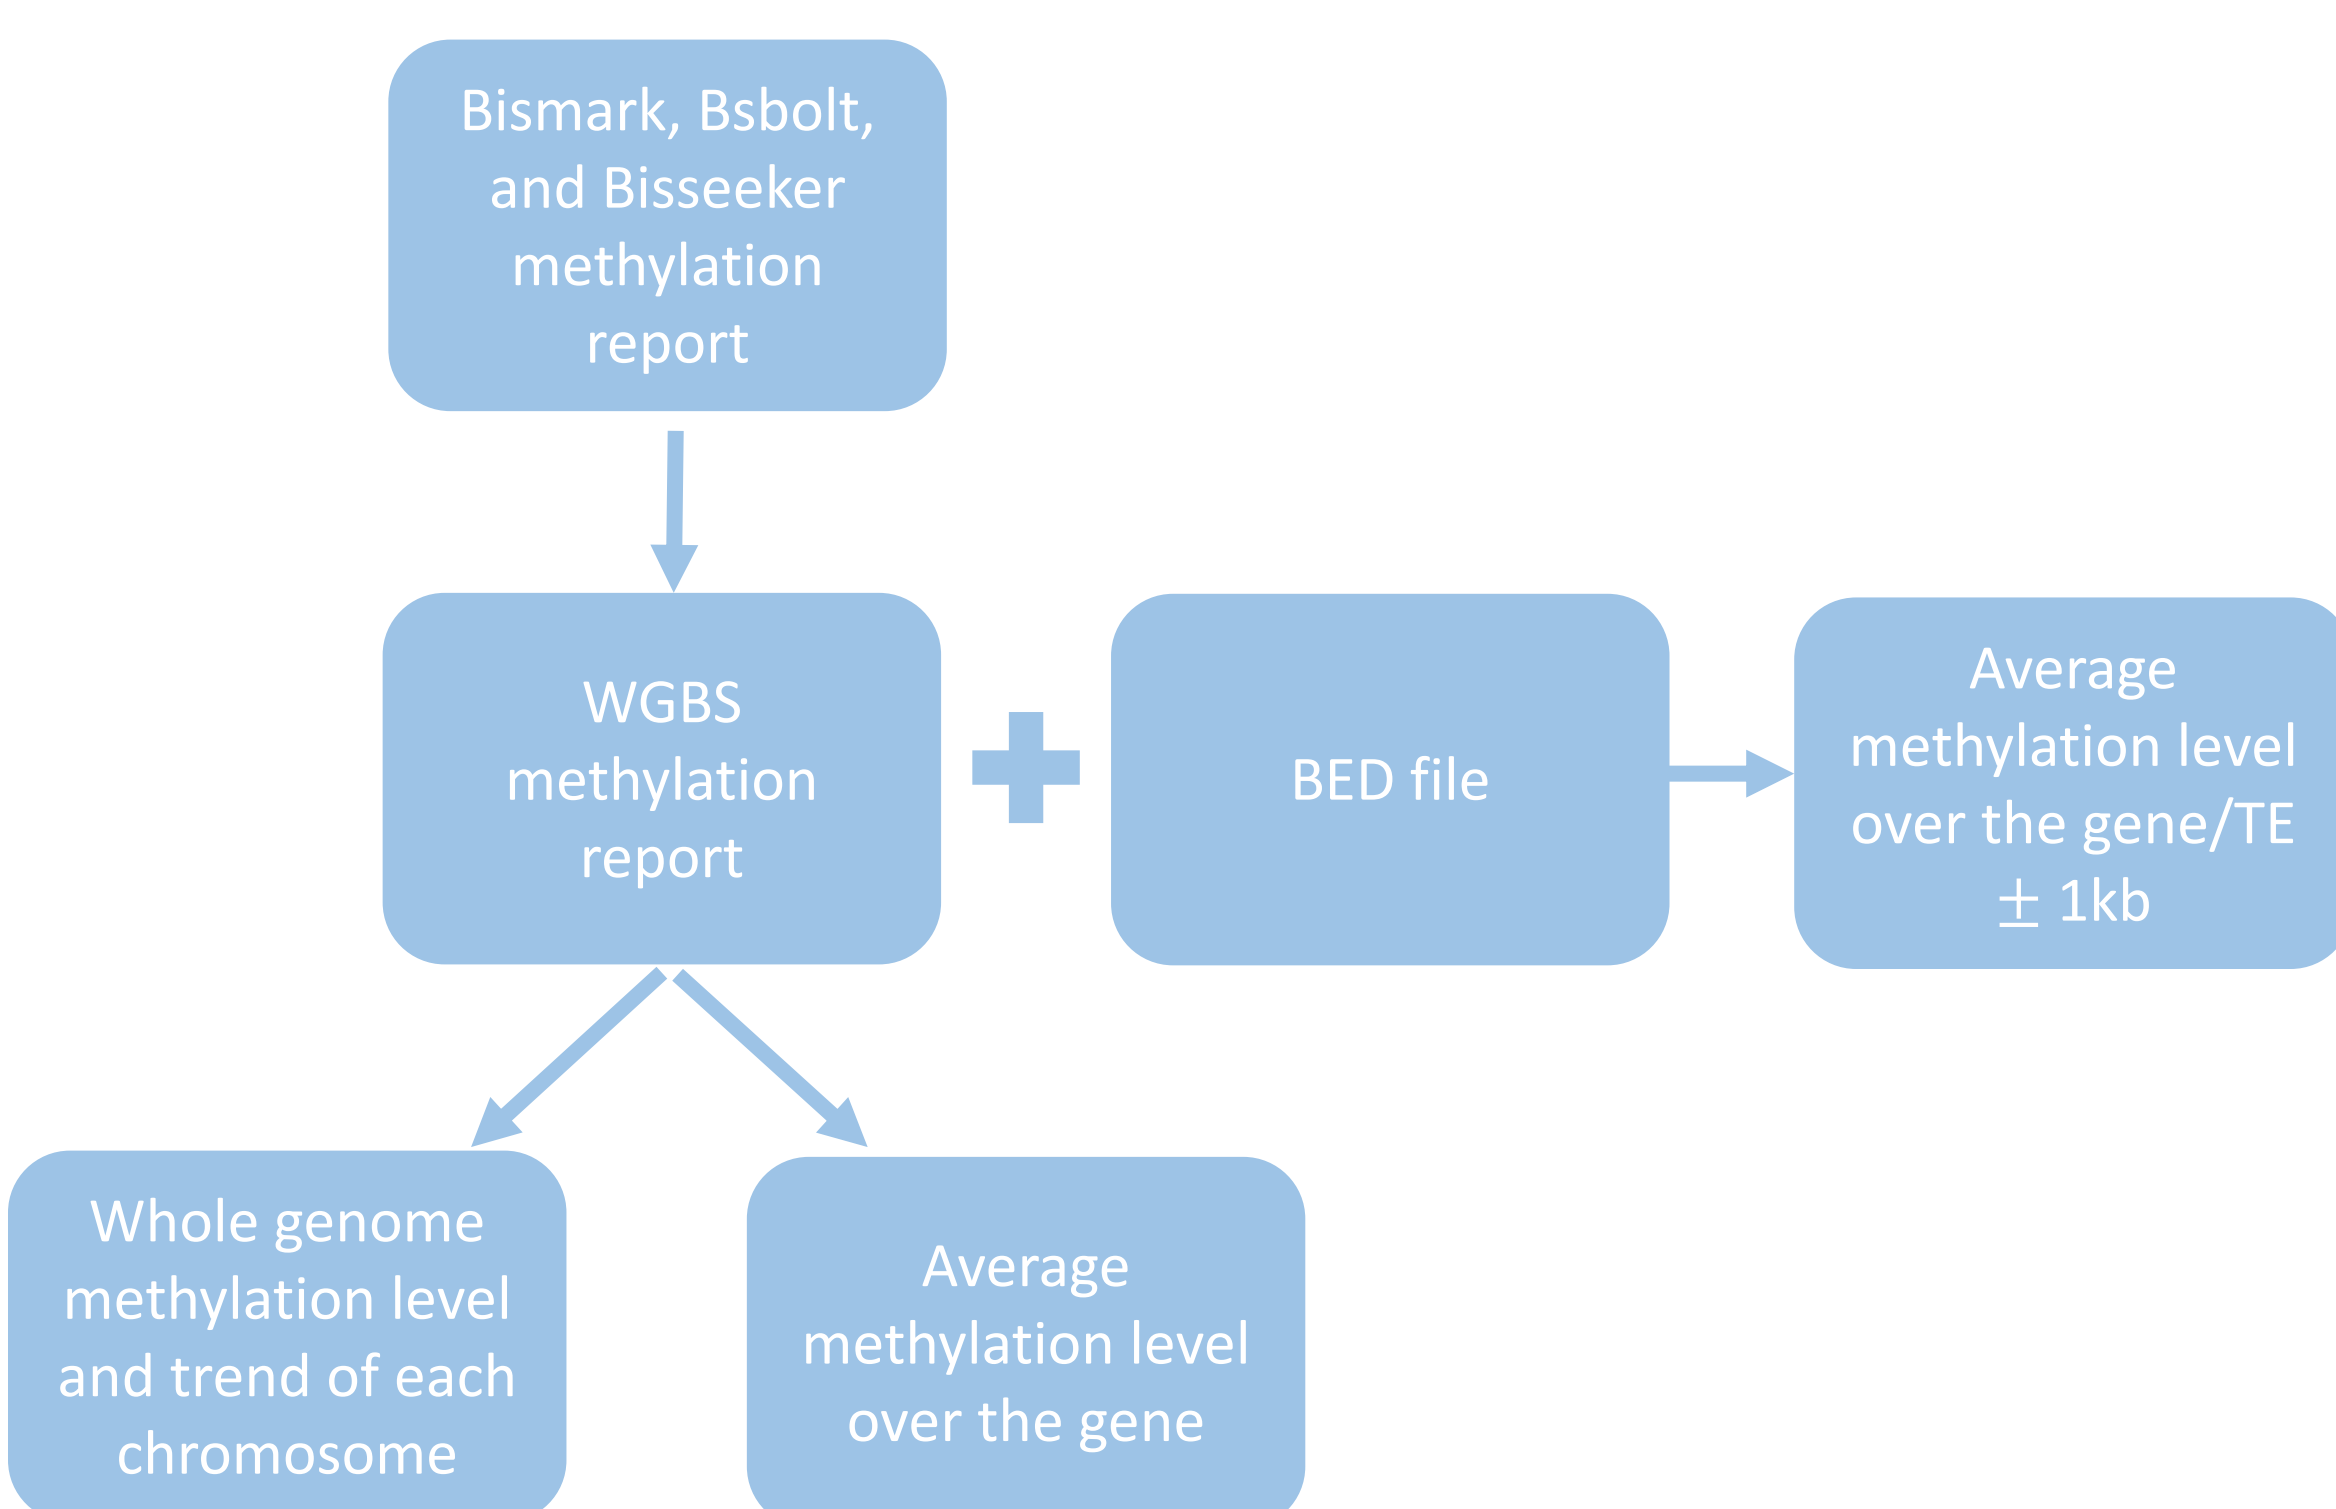 Bismark, Bsbolt,
and Bisseeker
methylation
report
WGBS
methylation
report
BED file
Average
methylation level
over the gene/TE
± 1kb
Whole genome
methylation level
and trend of each
chromosome
Average
methylation level
over the gene